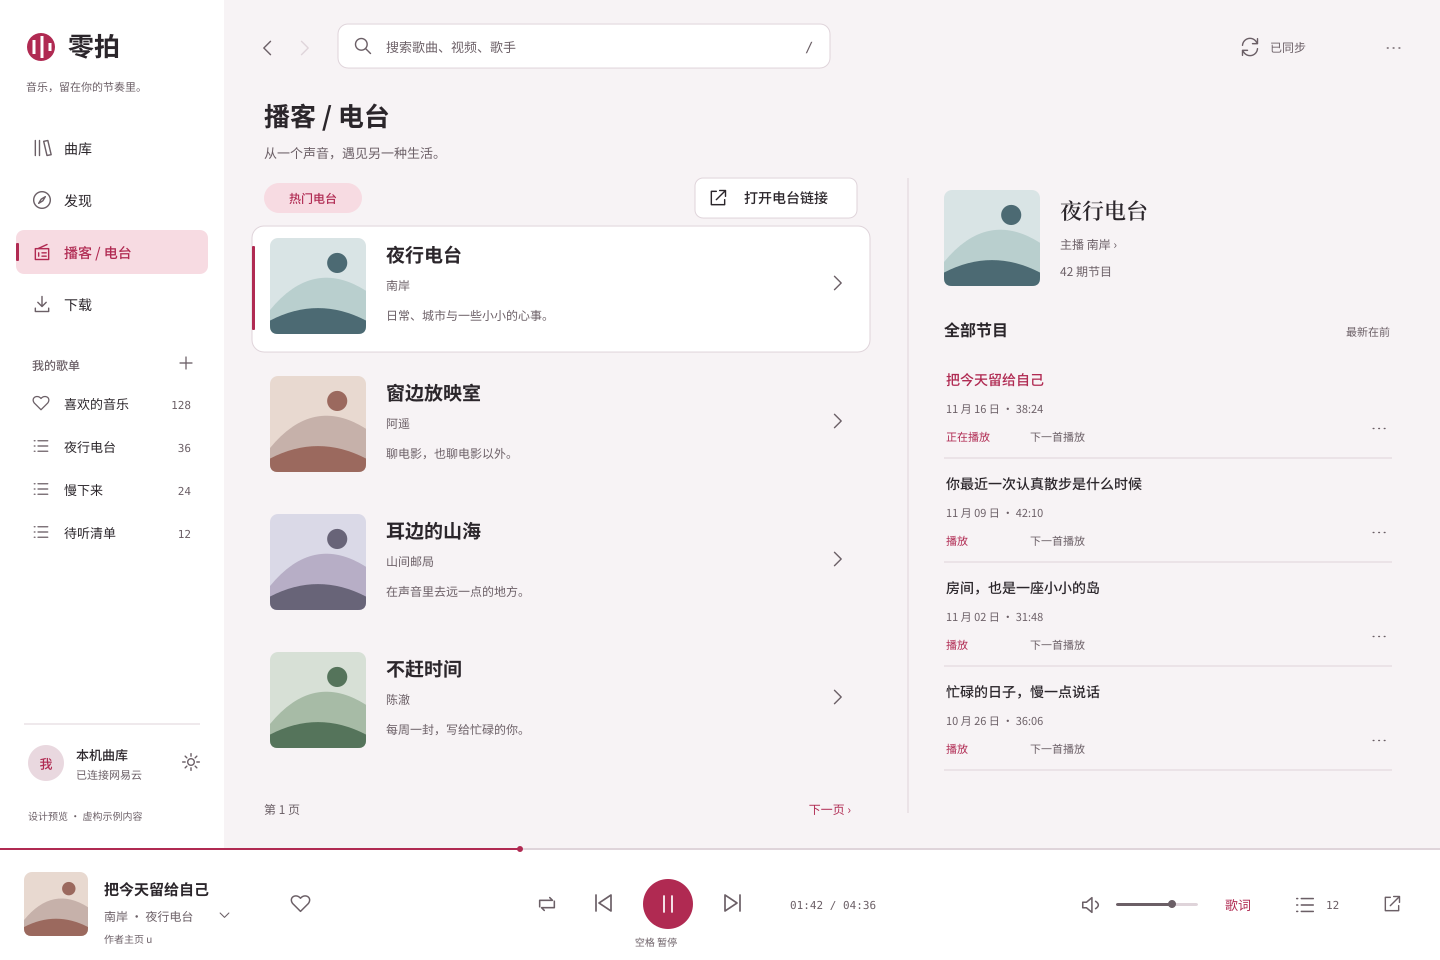 零拍
音乐，留在你的节奏里。
曲库
发现
播客 / 电台
下载
我的歌单
喜欢的音乐 128
夜行电台 36
慢下来 24
待听清单 12
我
本机曲库
已连接网易云
设计预览 · 虚构示例内容
搜索歌曲、视频、歌手 /
已同步
···
播客 / 电台
从一个声音，遇见另一种生活。
热门电台
打开电台链接
夜行电台
南岸
日常、城市与一些小小的心事。
窗边放映室
阿遥
聊电影，也聊电影以外。
耳边的山海
山间邮局
在声音里去远一点的地方。
不赶时间
陈澈
每周一封，写给忙碌的你。
第 1 页
下一页 ›
夜行电台
主播 南岸 ›
42 期节目
全部节目
最新在前
把今天留给自己
11 月 16 日 · 38:24
正在播放 下一首播放 ···
你最近一次认真散步是什么时候
11 月 09 日 · 42:10
播放 下一首播放 ···
房间，也是一座小小的岛
11 月 02 日 · 31:48
播放 下一首播放 ···
忙碌的日子，慢一点说话
10 月 26 日 · 36:06
播放 下一首播放 ···
把今天留给自己
南岸 · 夜行电台
作者主页 u
空格 暂停
01:42 / 04:36
歌词
12